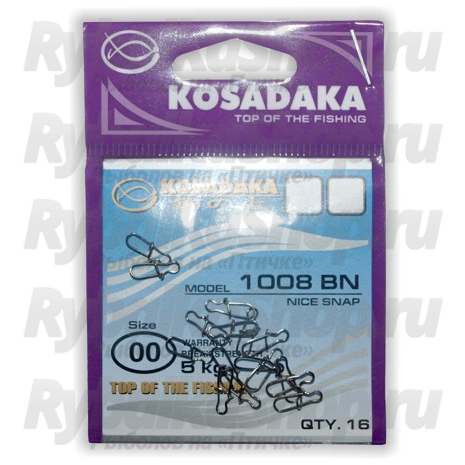 KOSADAKA
TOP OF THE FISHING
KOSADAKA
MODEL 1008 BN
NICE SNAP
Size
00
WARRANTY
BREAK STRENGTH
5 kg
TOP OF THE FISHING
QTY. 16